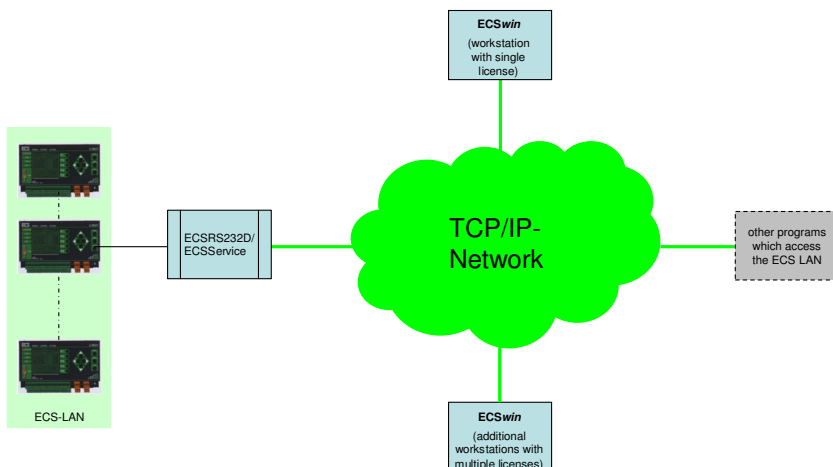 ECSwin
(workstation
with single
license)
ECSRS232D/
ECSService
TCP/IP-
Network
other programs
which access
the ECS LAN
ECS-LAN
ECSwin
(additional
workstations with
multiple licenses)